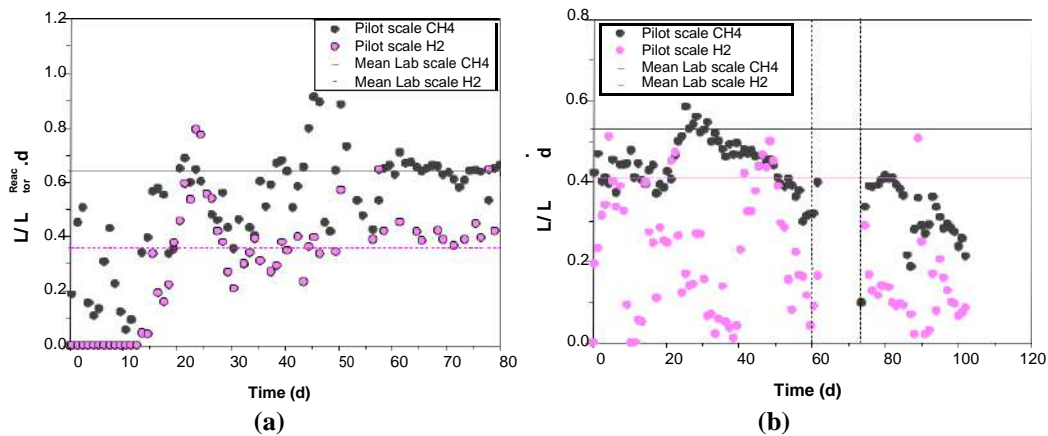 1.2
1.0
0.8
0.6
0.4
0.2
0.0
L/ L Reac tor .d
Pilot scale CH4
Pilot scale H2
Mean Lab scale CH4
Mean Lab scale H2
0 10 20 30 40 50 60 70 80
Time (d)
(a)
0.8
0.6
0.4
0.2
0.0
L/ L . d
Pilot scale CH4
Pilot scale H2
Mean Lab scale CH4
Mean Lab scale H2
0 20 40 60 80 100 120
Time (d)
(b)